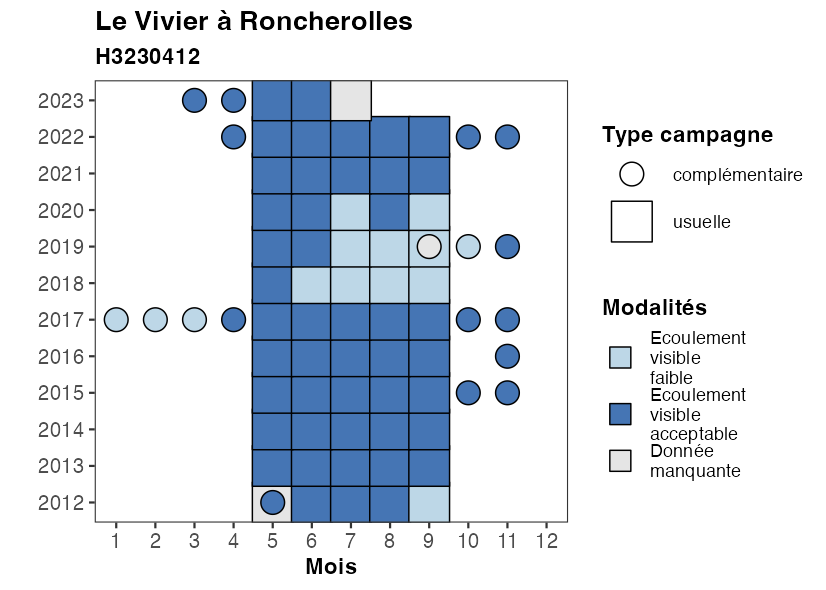 Le Vivier à Roncherolles
H3230412
2023
2022
2021
2020
2019
2018
2017
2016
2015
2014
2013
2012
1 2 3 4 5 6 7 8 9 10 11 12
Mois
Type campagne
complémentaire
usuelle
Modalités
Ecoulement
visible
faible
Ecoulement
visible
acceptable
Donnée
manquante